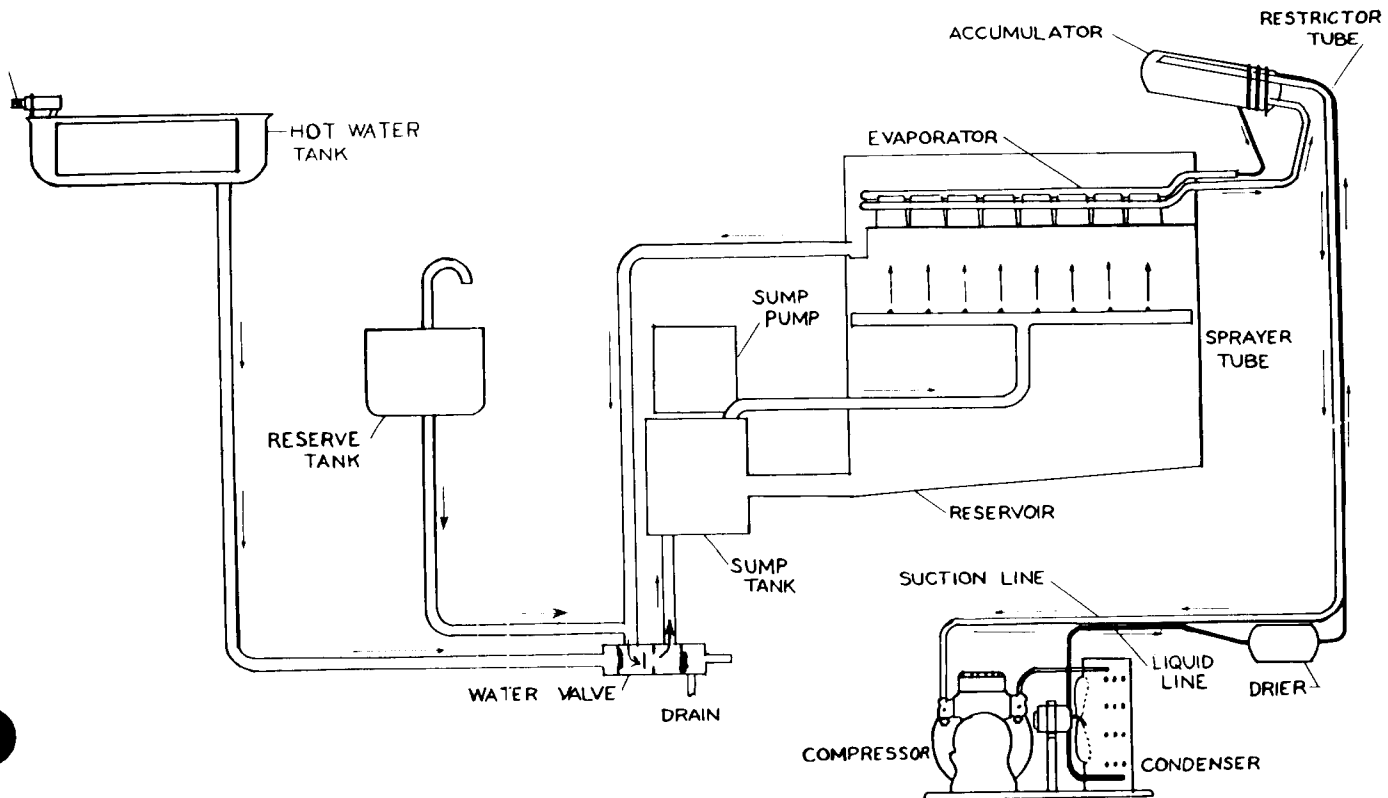 ACCUMULATOR
RESTRICTOR
TUBE
HOT WATER
TANK
EVAPORATOR
SUMP
PUMP
SPRAYER
TUBE
RESERVE
TANK
RESERVOIR
SUMP
TANK
SUCTION LINE
WATER VALVE
DRAIN
LIQUID
LINE
DRIER
COMPRESSOR
CONDENSER